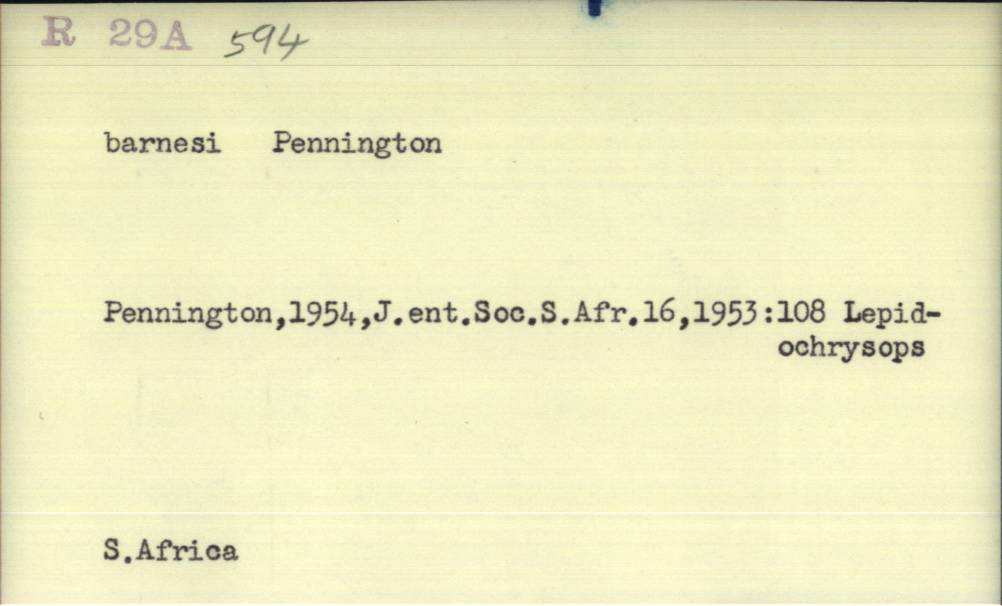 R 29A 594
barnesi Pennington
Pennington,1954,J.ent.Soc.S.Afr.16,1953:108 Lepid-
ochrysops
S.Africa